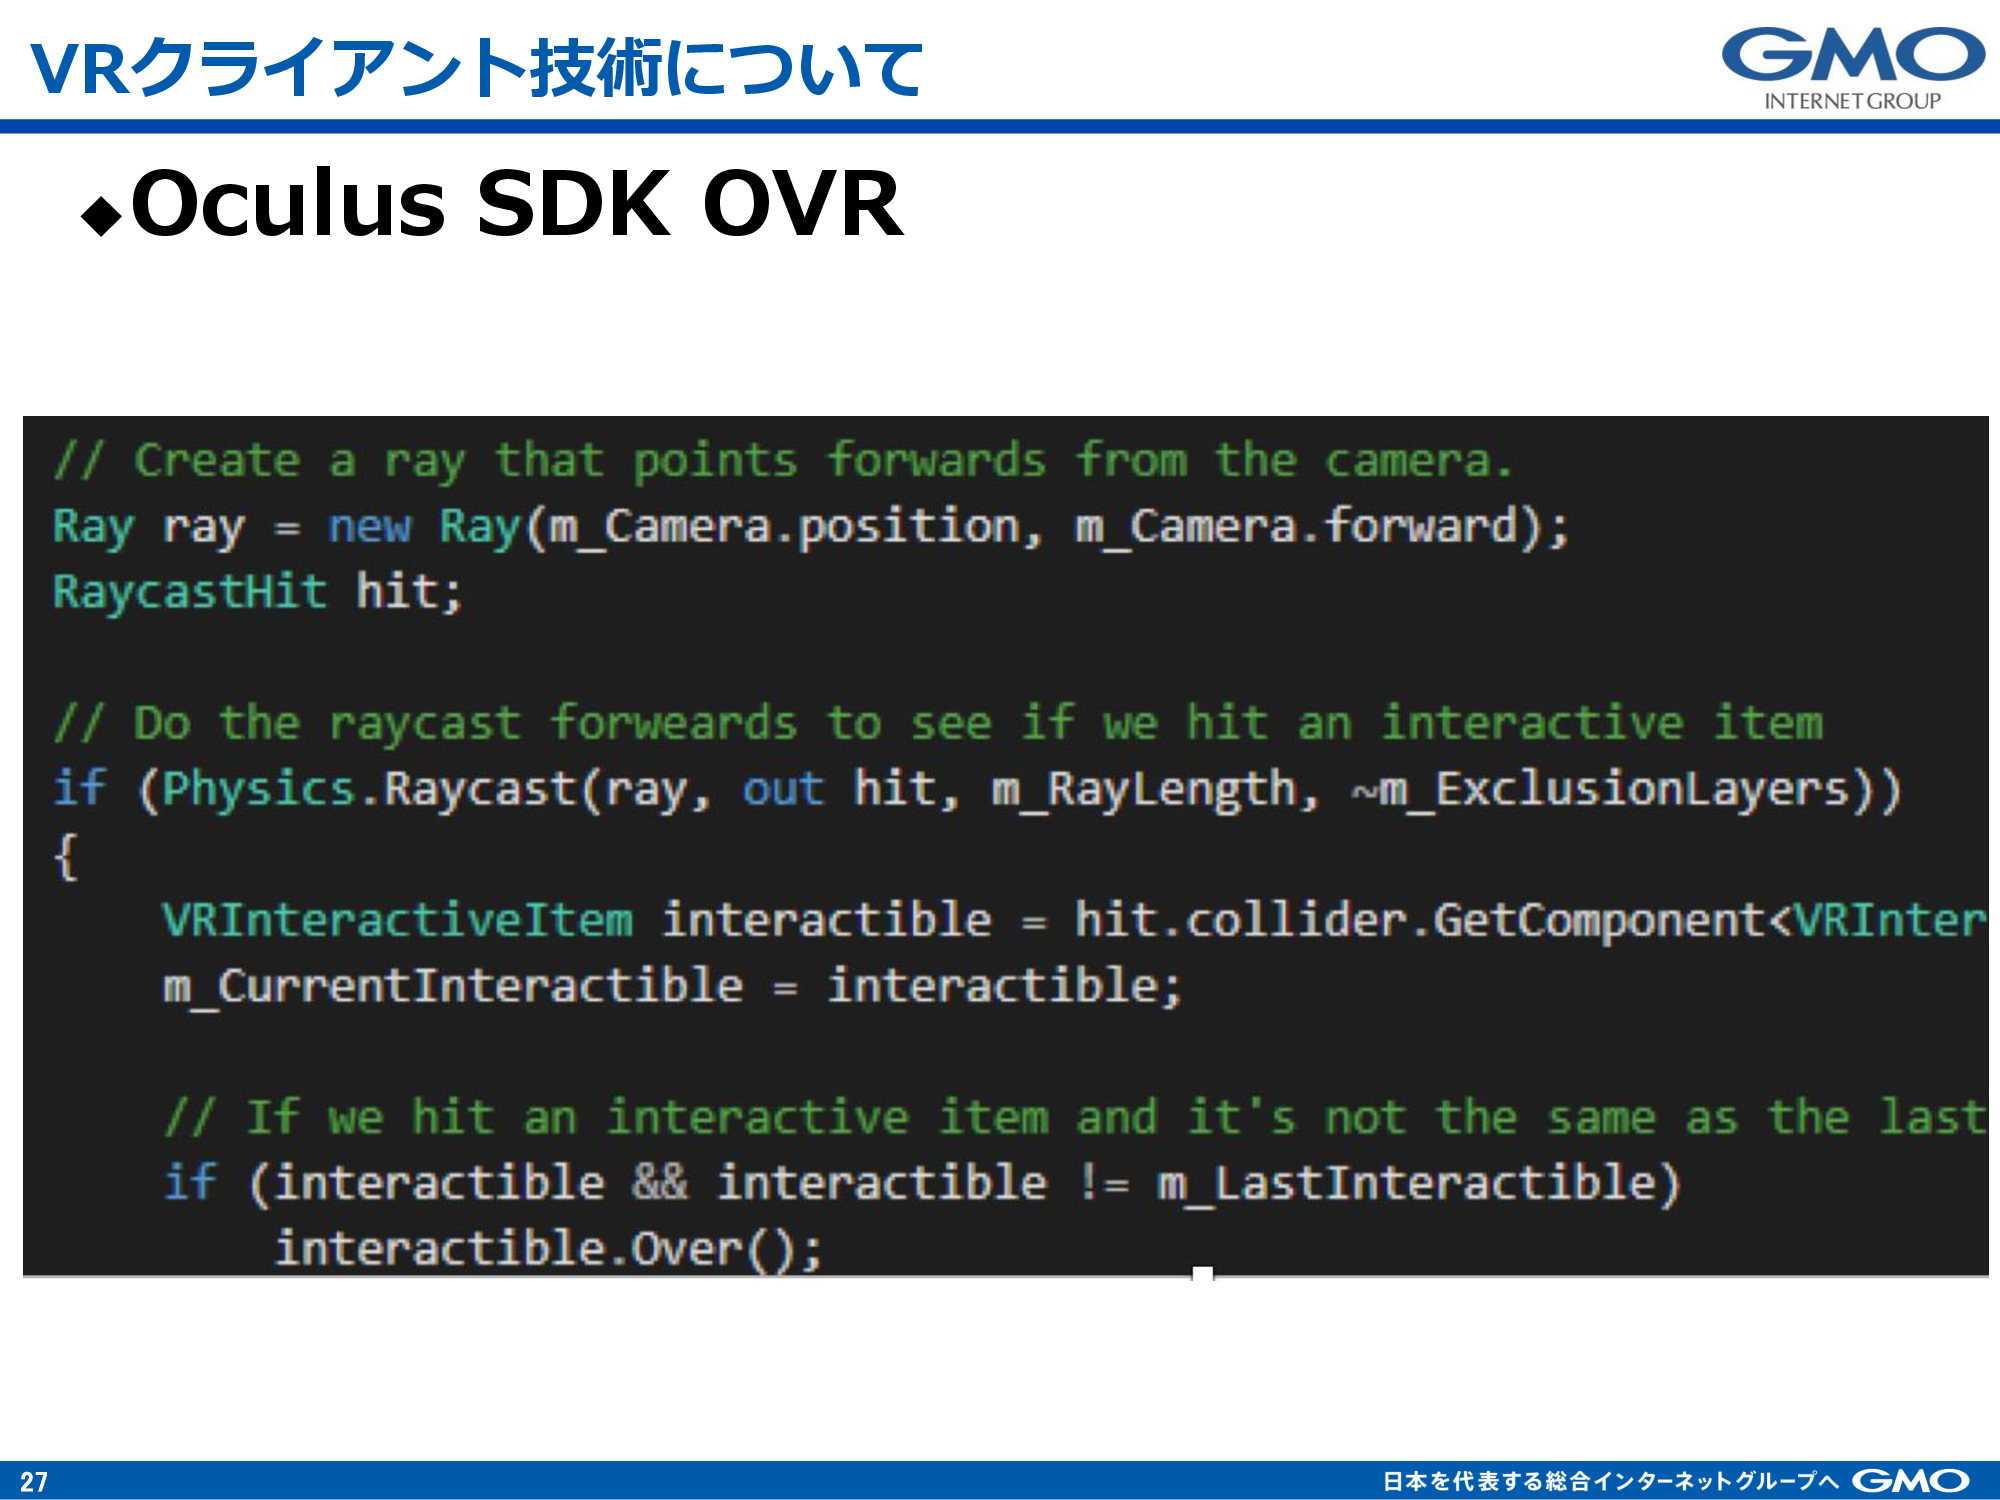 VRクライアント技術について
GMO
INTERNET GROUP
◆Oculus SDK OVR
// Create a ray that points forwards from the camera.
Ray ray = new Ray(m_Camera.position, m_Camera.forward);
RaycastHit hit;
// Do the raycast forweards to see if we hit an interactive item
if (Physics.Raycast(ray, out hit, m_RayLength, ~m_ExclusionLayers))
{
VRInteractiveItem interactible = hit.collider.GetComponent<VRInter
m_CurrentInteractible = interactible;
// If we hit an interactive item and it's not the same as the last
if (interactible && interactible != m_LastInteractible)
interactible.Over();
27
日本を代表する総合インターネットグループへ GMO